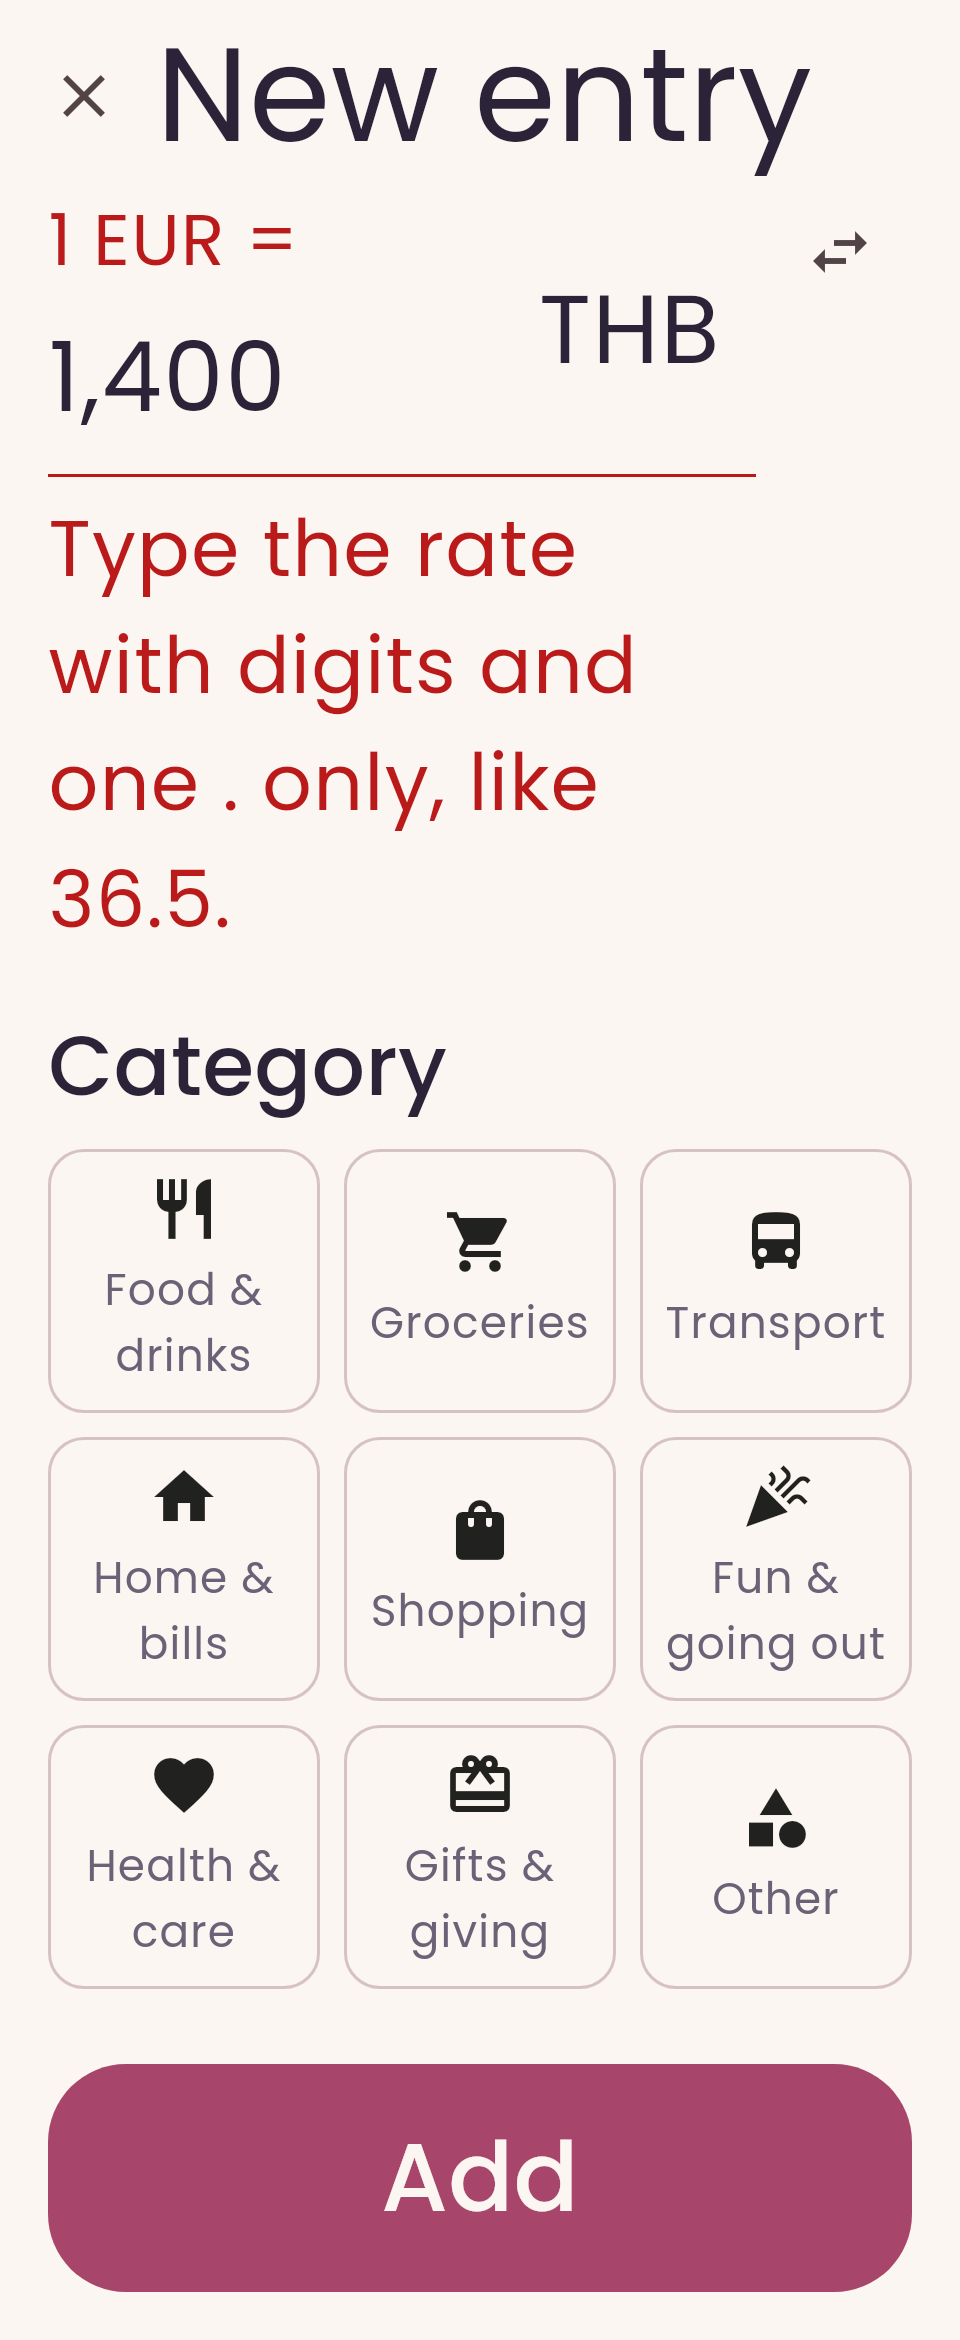 New entry
1 EUR =
1,400
THB
Type the rate
with digits and
one . only, like
36.5.
Category
Food &
drinks
Groceries
Transport
Home &
bills
Shopping
Fun &
going out
Health &
care
Gifts &
giving
Other
Add